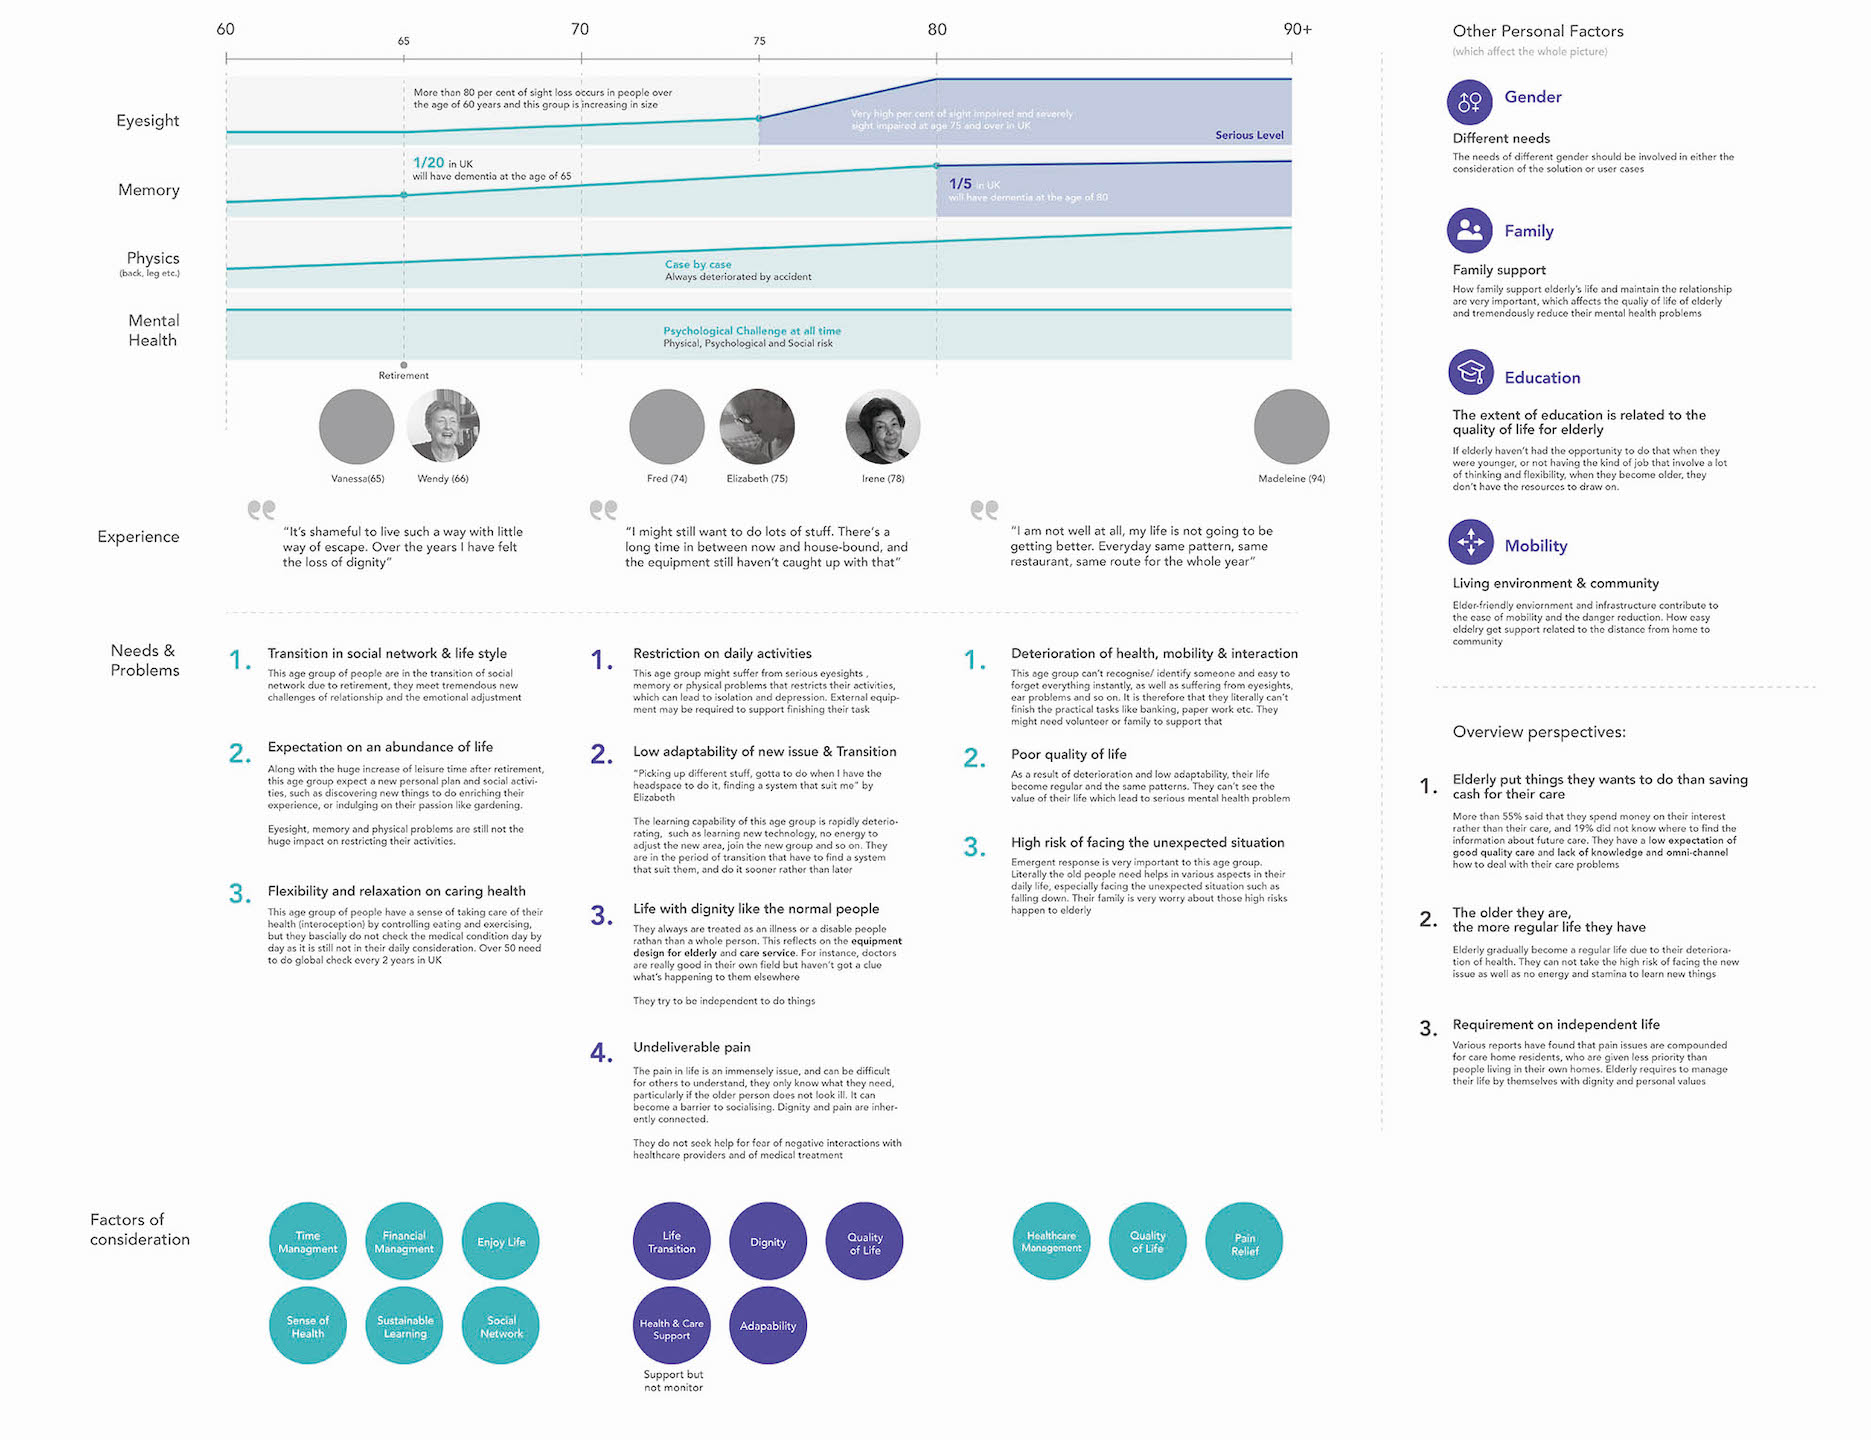 60
65
70
75
80
90+
Eyesight
More than 80 per cent of sight loss occurs in people over
the age of 60 years and this group is increasing in size
Very high per cent of sight impaired and severely
sight impaired at age 75 and over in UK
Serious Level
Memory
1/20 in UK
will have dementia at the age of 65
1/5 in UK
will have dementia at the age of 80
Physics
(back, leg etc.)
Case by case
Always deteriorated by accident
Mental
Health
Psychological Challenge at all time
Physical, Psychological and Social risk
Retirement
Vanessa(65)
Wendy (66)
Fred (74)
Elizabeth (75)
Irene (78)
Madeleine (94)
Experience
“It’s shameful to live such a way with little
way of escape. Over the years I have felt
the loss of dignity”
“I might still want to do lots of stuff. There’s a
long time in between now and house-bound, and
the equipment still haven’t caught up with that”
“I am not well at all, my life is not going to be
getting better. Everyday same pattern, same
restaurant, same route for the whole year”
Needs &
Problems
1.
Transition in social network & life style
This age group of people are in the transition of social
network due to retirement, they meet tremendous new
challenges of relationship and the emotional adjustment
2.
Expectation on an abundance of life
Along with the huge increase of leisure time after retirement,
this age group expect a new personal plan and social activi-
ties, such as discovering new things to do enriching their
experience, or indulging on their passion like gardening.
Eyesight, memory and physical problems are still not the
huge impact on restricting their activities.
3.
Flexibility and relaxation on caring health
This age group of people have a sense of taking care of their
health (interoception) by controlling eating and exercising,
but they bascially do not check the medical condition day by
day as it is still not in their daily consideration. Over 50 need
to do global check every 2 years in UK
1.
Restriction on daily activities
This age group might suffer from serious eyesights ,
memory or physical problems that restricts their activities,
which can lead to isolation and depression. External equip-
ment may be required to support finishing their task
2.
Low adaptability of new issue & Transition
“Picking up different stuff, gotta to do when I have the
headspace to do it, finding a system that suit me” by
Elizabeth
The learning capability of this age group is rapidly deterio-
rating, such as learning new technology, no energy to
adjust the new area, join the new group and so on. They
are in the period of transition that have to find a system
that suit them, and do it sooner rather than later
3.
Life with dignity like the normal people
They always are treated as an illness or a disable people
rathan than a whole person. This reflects on the equipment
design for elderly and care service. For instance, doctors
are really good in their own field but haven’t got a clue
what’s happening to them elsewhere
They try to be independent to do things
4.
Undeliverable pain
The pain in life is an immensely issue, and can be difficult
for others to understand, they only know what they need,
particularly if the older person does not look ill. It can
become a barrier to socialising. Dignity and pain are inher-
ently connected.
They do not seek help for fear of negative interactions with
healthcare providers and of medical treatment
1.
Deterioration of health, mobility & interaction
This age group can’t recognise/ identify someone and easy to
forget everything instantly, as well as suffering from eyesights,
ear problems and so on. It is therefore that they literally can’t
finish the practical tasks like banking, paper work etc. They
might need volunteer or family to support that
2.
Poor quality of life
As a result of deterioration and low adaptability, their life
become regular and the same patterns. They can’t see the
value of their life which lead to serious mental health problem
3.
High risk of facing the unexpected situation
Emergent response is very important to this age group.
Literally the old people need helps in various aspects in their
daily life, especially facing the unexpected situation such as
falling down. Their family is very worry about those high risks
happen to elderly
Factors of
consideration
Time
Managment
Financial
Managment
Enjoy Life
Sense of
Health
Sustainable
Learning
Social
Network
Life
Transition
Dignity
Quality
of Life
Health & Care
Support
Adapability
Support but
not monitor
Healthcare
Management
Quality
of Life
Pain
Relief
Other Personal Factors
(which affect the whole picture)
Gender
Different needs
The needs of different gender should be involved in either the
consideration of the solution or user cases
Family
Family support
How family support elderly’s life and maintain the relationship
are very important, which affects the qualiy of life of elderly
and tremendously reduce their mental health problems
Education
The extent of education is related to the
quality of life for elderly
If elderly haven’t had the opportunity to do that when they
were younger, or not having the kind of job that involve a lot
of thinking and flexibility, when they become older, they
don’t have the resources to draw on.
Mobility
Living environment & community
Elder-friendly enviornment and infrastructure contribute to
the ease of mobility and the danger reduction. How easy
eldelry get support related to the distance from home to
community
Overview perspectives:
1.
Elderly put things they wants to do than saving
cash for their care
More than 55% said that they spend money on their interest
rather than their care, and 19% did not know where to find the
information about future care. They have a low expectation of
good quality care and lack of knowledge and omni-channel
how to deal with their care problems
2.
The older they are,
the more regular life they have
Elderly gradually become a regular life due to their deteriora-
tion of health. They can not take the high risk of facing the new
issue as well as no energy and stamina to learn new things
3.
Requirement on independent life
Various reports have found that pain issues are compounded
for care home residents, who are given less priority than
people living in their own homes. Elderly requires to manage
their life by themselves with dignity and personal values